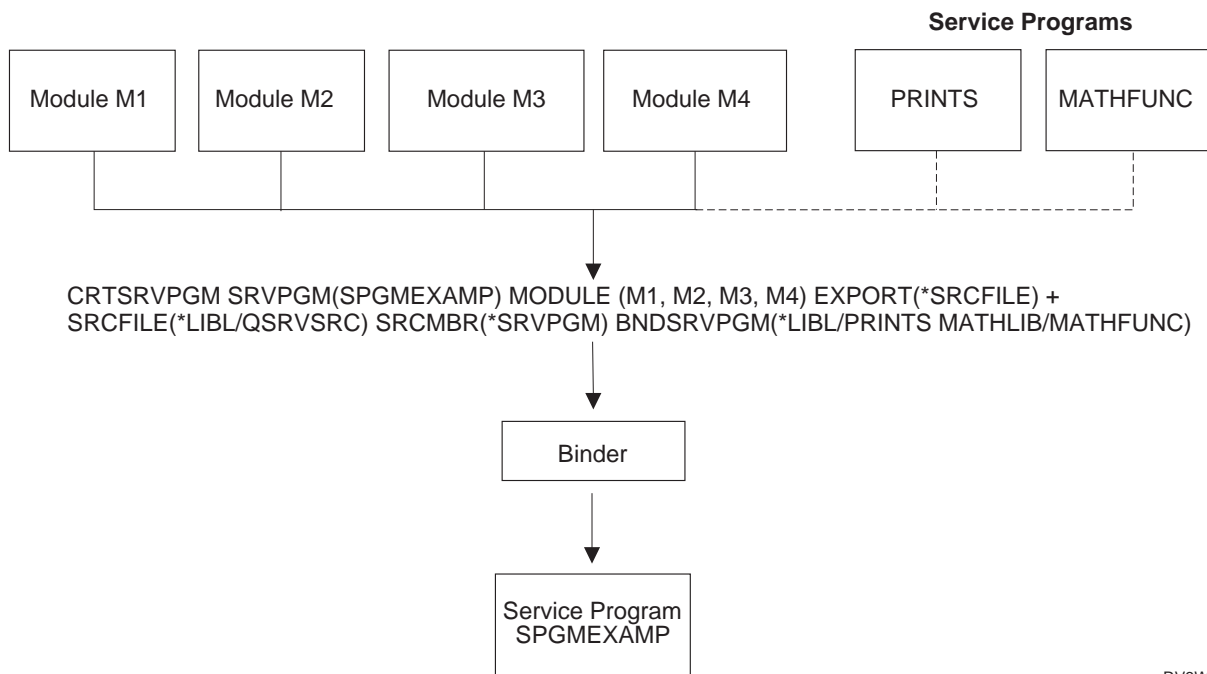 Service Programs
Module M1
Module M2
Module M3
Module M4
PRINTS
MATHFUNC
CRTSRVPGM SRVPGM(SPGMEXAMP) MODULE (M1, M2, M3, M4) EXPORT(*SRCFILE) +
SRCFILE(*LIBL/QSRVSRC) SRCMBR(*SRVPGM) BNDSRVPGM(*LIBL/PRINTS MATHLIB/MATHFUNC)
Binder
Service Program
SPGMEXAMP